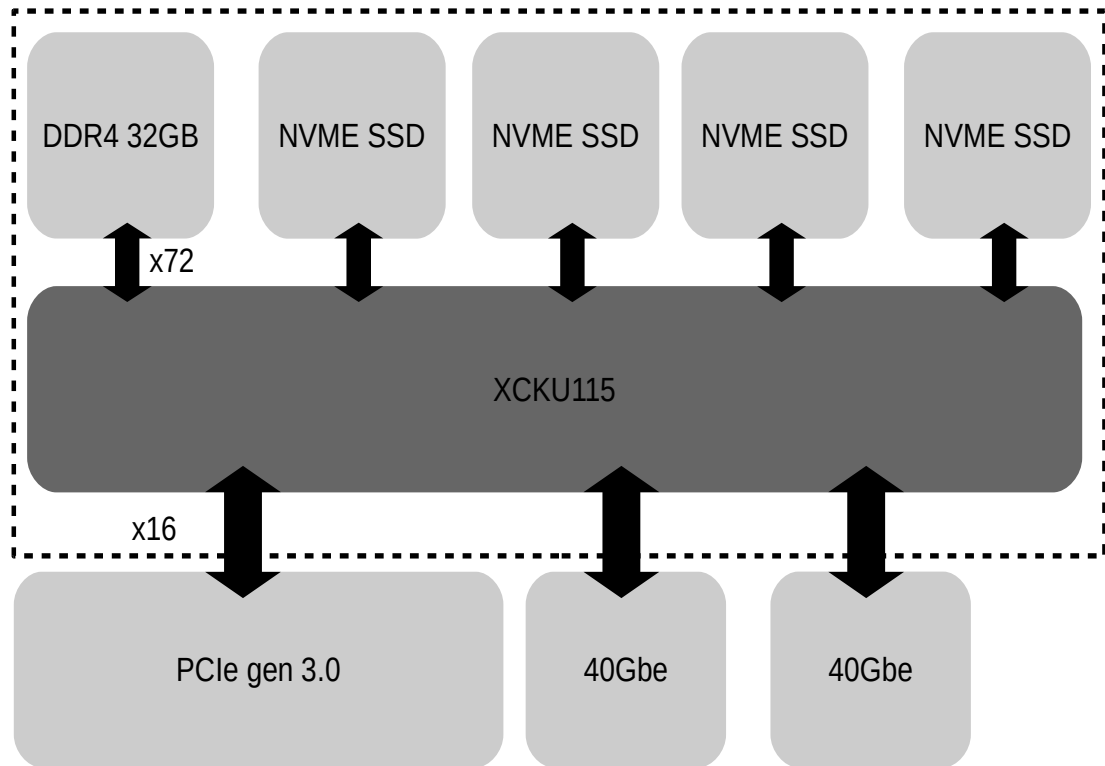 DDR4 32GB
NVME SSD
NVME SSD
NVME SSD
NVME SSD
x72
XCKU115
x16
PCIe gen 3.0
40Gbe
40Gbe